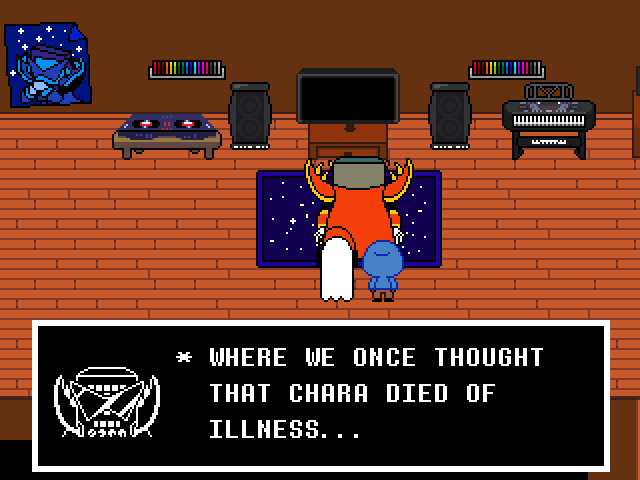 * WHERE WE ONCE THOUGHT
THAT CHARA DIED OF
ILLNESS...